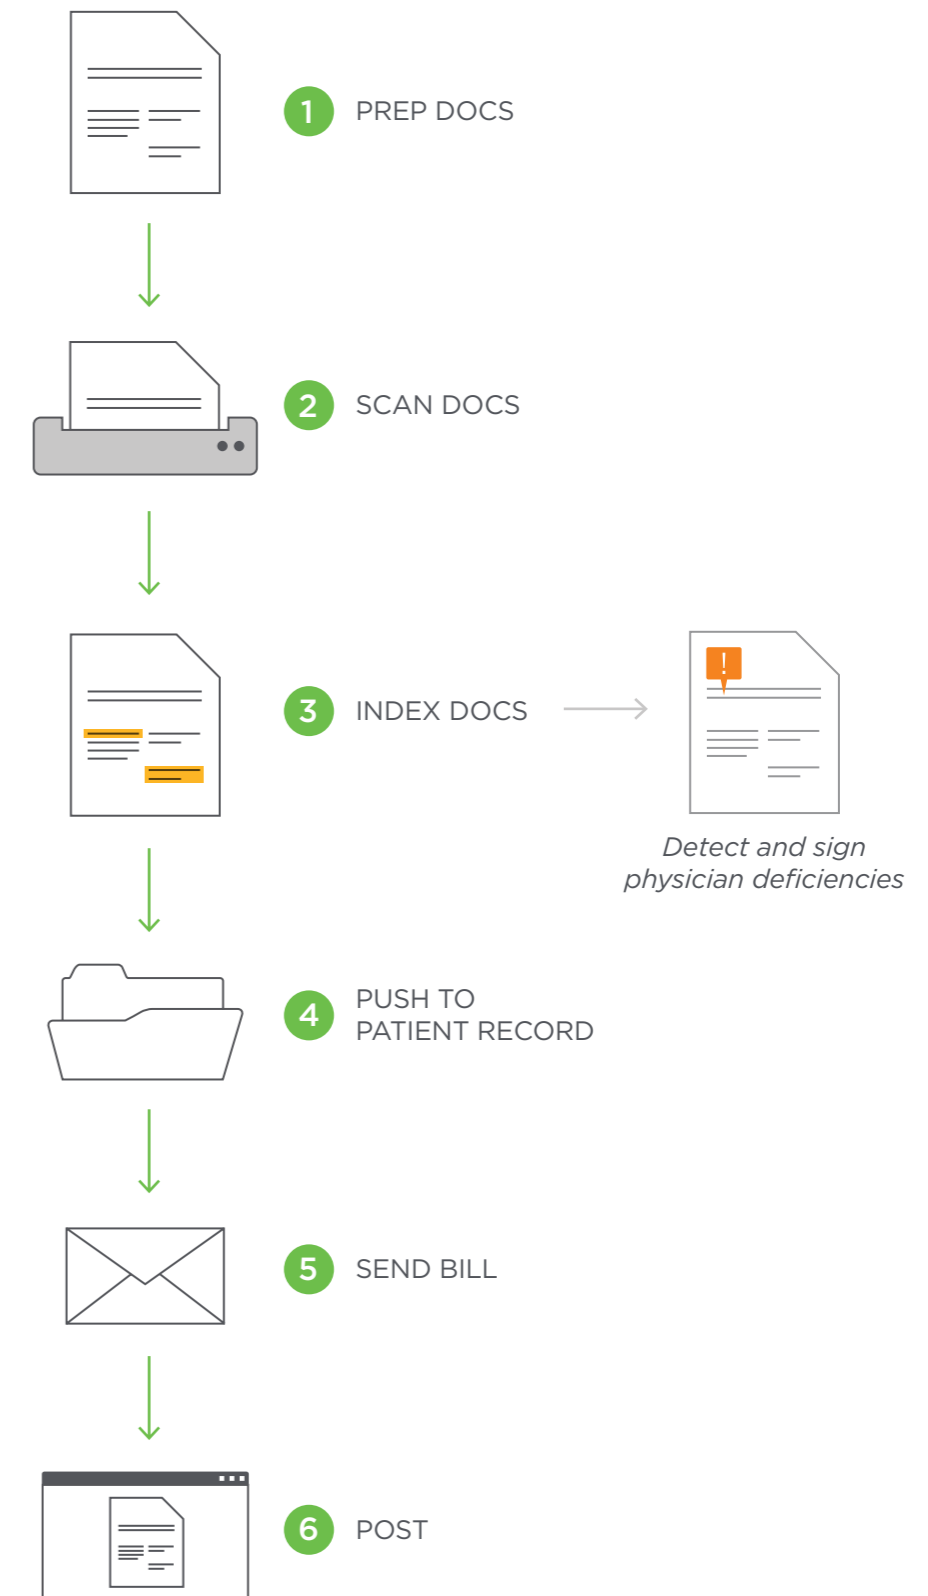 1 PREP DOCS
2 SCAN DOCS
3 INDEX DOCS
!
Detect and sign
physician deficiencies
4 PUSH TO
PATIENT RECORD
5 SEND BILL
6 POST